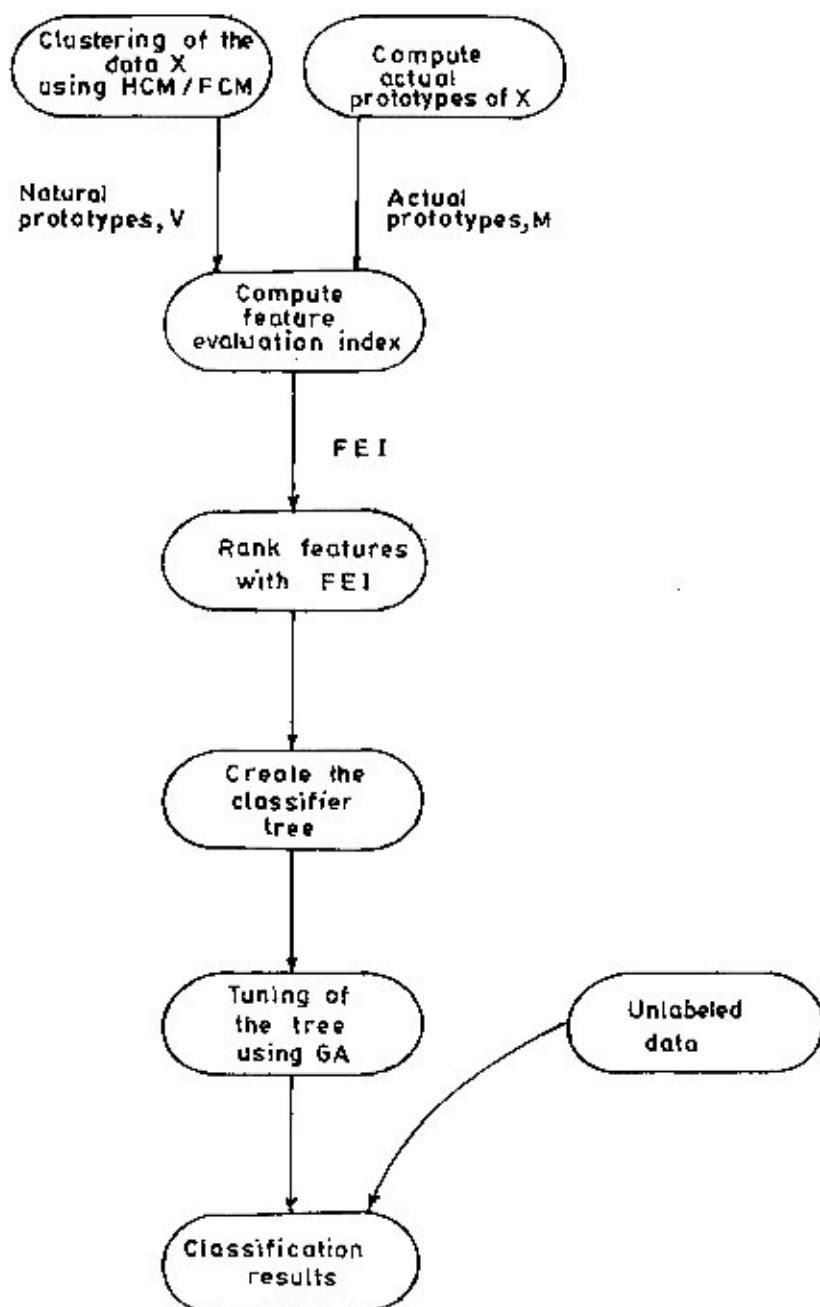 Clustering of the
data X
using HCM/FCM
Compute
actual
prototypes of X
Natural
prototypes, V
Actual
prototypes, M
Compute
feature
evaluation index
FEI
Rank features
with FEI
Create the
classifier
tree
Tuning of
the tree
using GA
Unlabeled
data
Classification
results